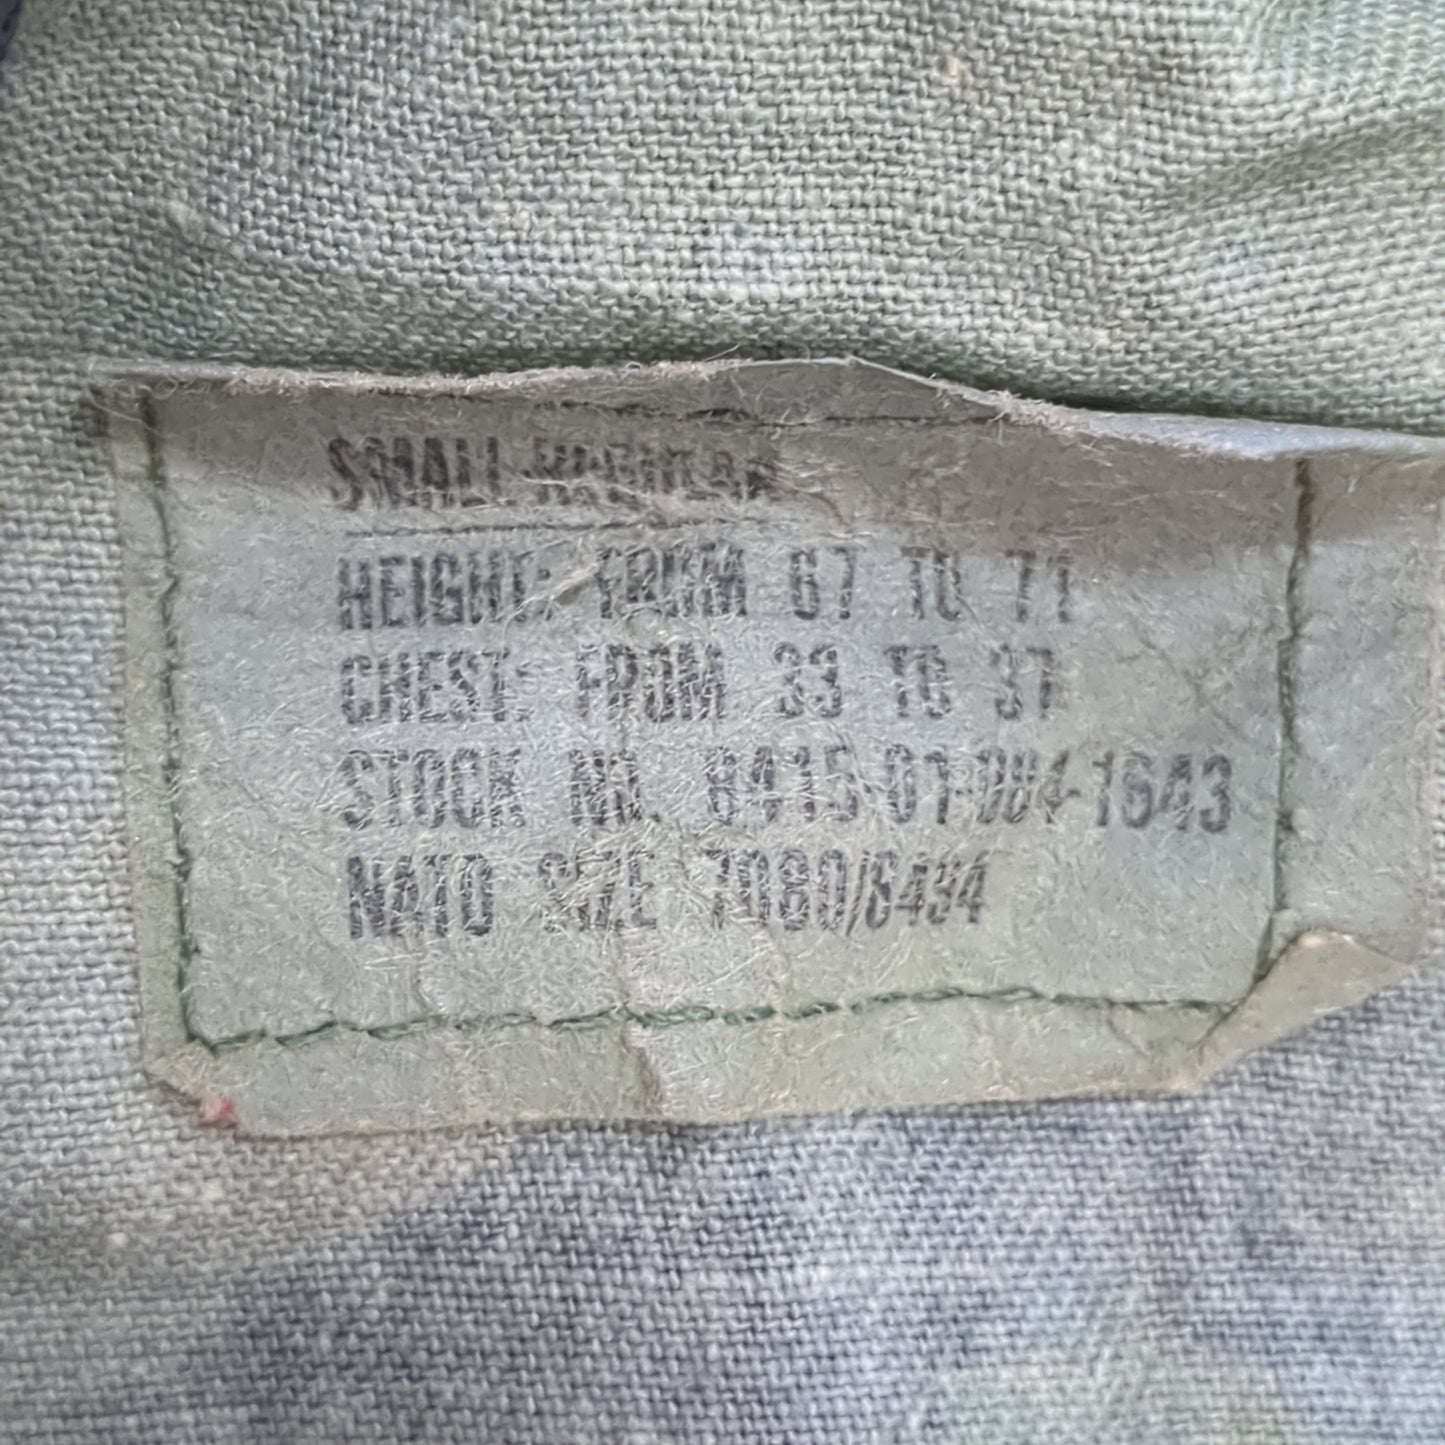 SMALL-REGULAR
HEIGHT: FROM 67 TO 71
CHEST: FROM 33 TO 37
STOCK NO. 8415-01-084-1643
NATO SIZE 7080/8494